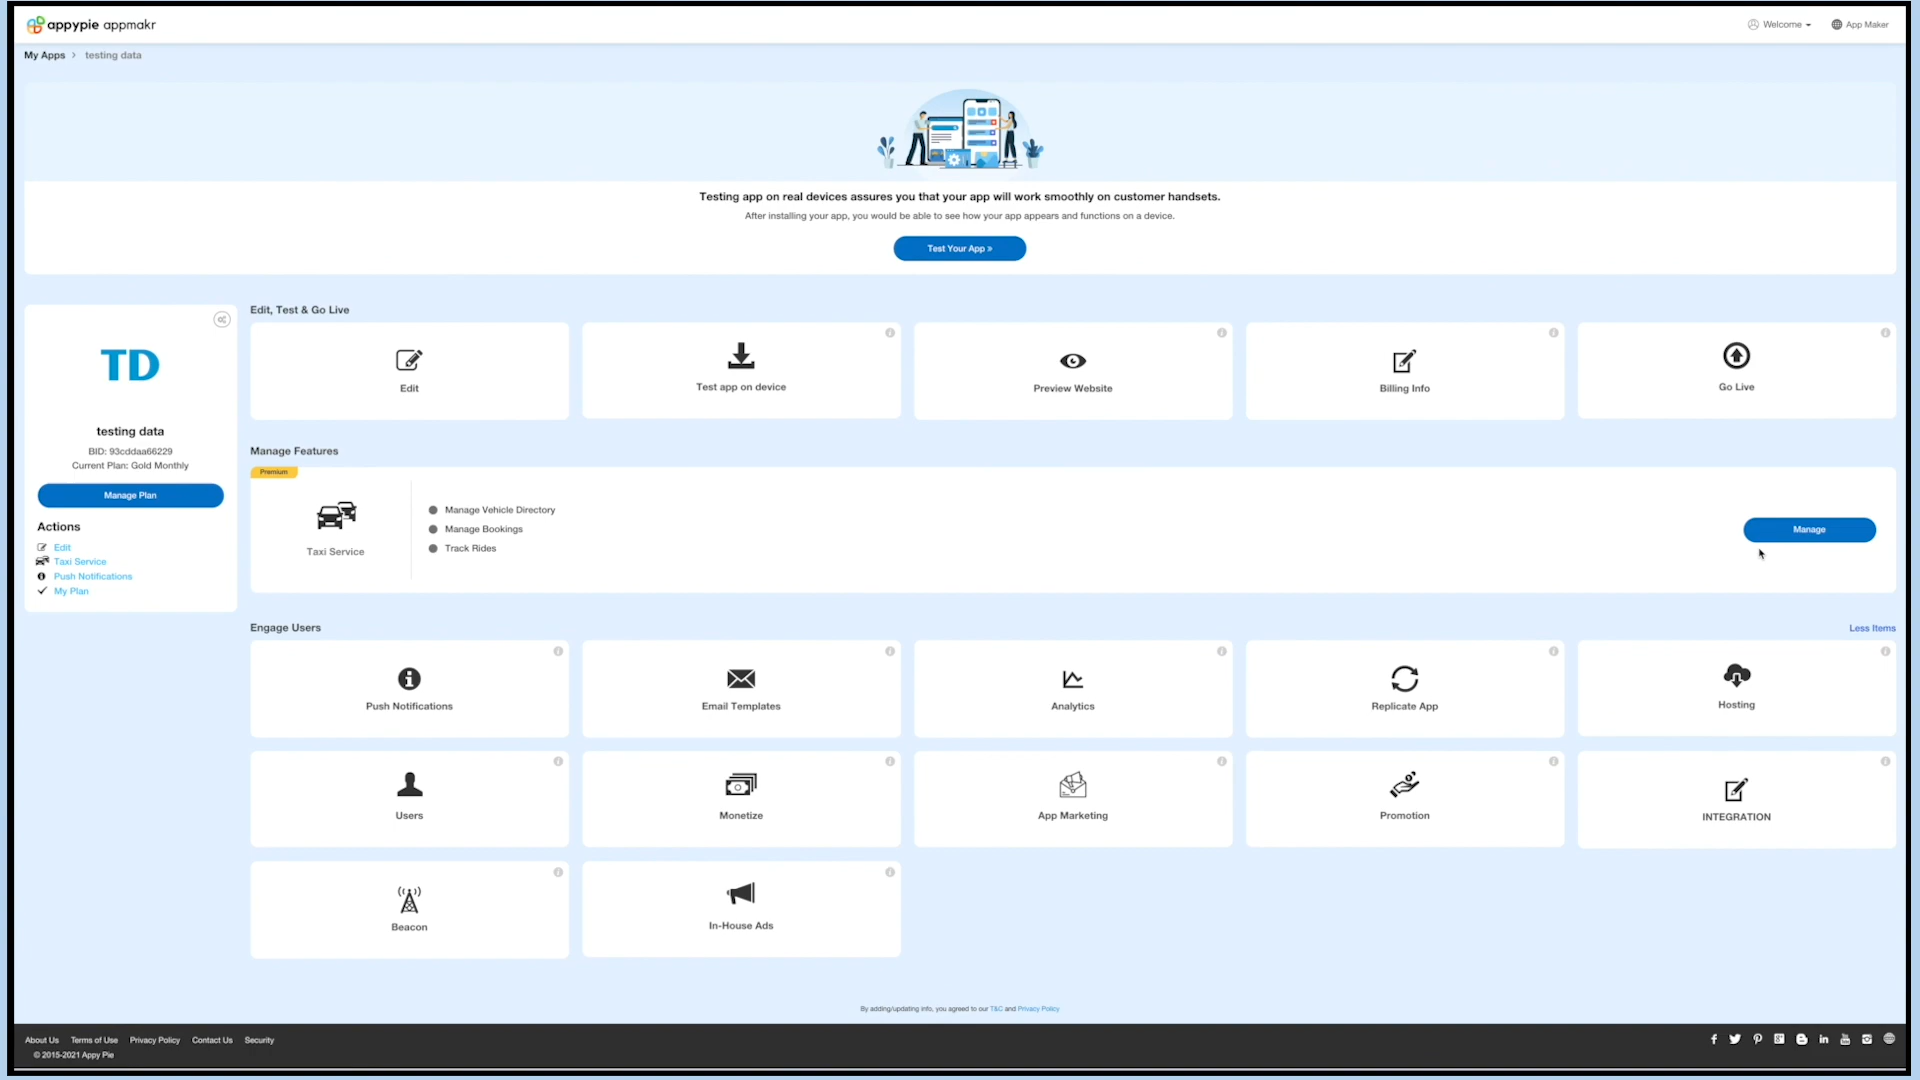 appypie appmakr
Welcome
App Maker
My Apps > testing data
Testing app on real devices assures you that your app will work smoothly on customer handsets.
After installing your app, you would be able to see how your app appears and functions on a device.
Test Your App »
TD
testing data
BID: 93cddaa66229
Current Plan: Gold Monthly
Manage Plan
Actions
Edit
Taxi Service
Push Notifications
My Plan
Edit, Test & Go Live
Edit
Test app on device
Preview Website
Billing Info
Go Live
Manage Features
Premium
Taxi Service
Manage Vehicle Directory
Manage Bookings
Track Rides
Manage
Engage Users
Less Items
Push Notifications
Email Templates
Analytics
Replicate App
Hosting
Users
Monetize
App Marketing
Promotion
INTEGRATION
Beacon
In-House Ads
By adding/updating info, you agreed to our T&C and Privacy Policy
About Us Terms of Use Privacy Policy Contact Us Security
© 2015-2021 Appy Pie